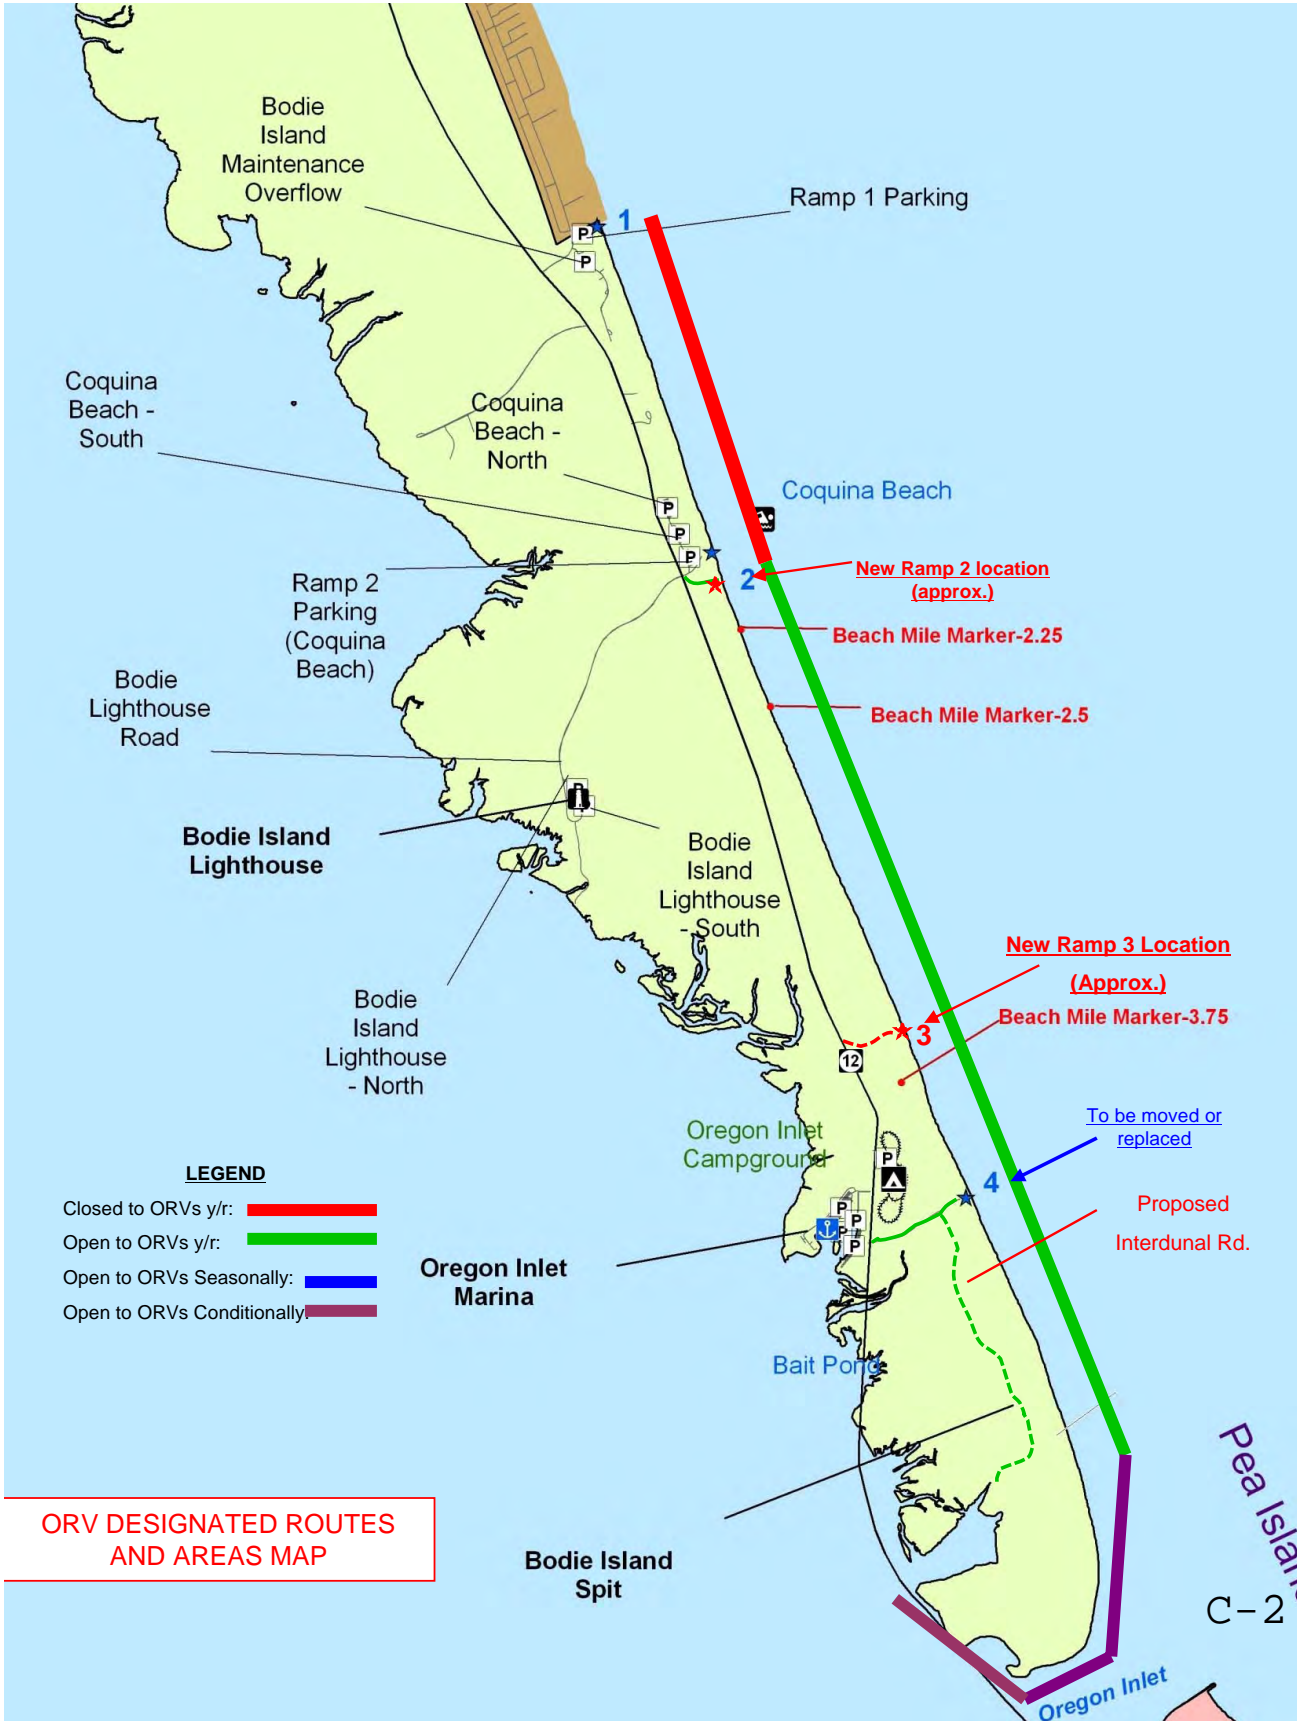 Bodie
Island
Maintenance
Overflow
Ramp 1 Parking
1
P
P
Coquina
Beach -
South
Coquina
Beach -
North
Coquina Beach
P
P
P
2
New Ramp 2 location
(approx.)
Ramp 2
Parking
(Coquina
Beach)
Beach Mile Marker-2.25
Bodie
Lighthouse
Road
Beach Mile Marker-2.5
P
Bodie Island
Lighthouse
Bodie
Island
Lighthouse
- South
New Ramp 3 Location
(Approx.)
Bodie
Island
Lighthouse
- North
Beach Mile Marker-3.75
3
12
Oregon Inlet
Campground
To be moved or
replaced
P
4
LEGEND
Closed to ORVs y/r:
Open to ORVs y/r:
Open to ORVs Seasonally:
Open to ORVs Conditionally:
P
P
P
P
Proposed
Interdunal Rd.
Oregon Inlet
Marina
Bait Pond
Pea Island
ORV DESIGNATED ROUTES
AND AREAS MAP
Bodie Island
Spit
C-2
Oregon Inlet